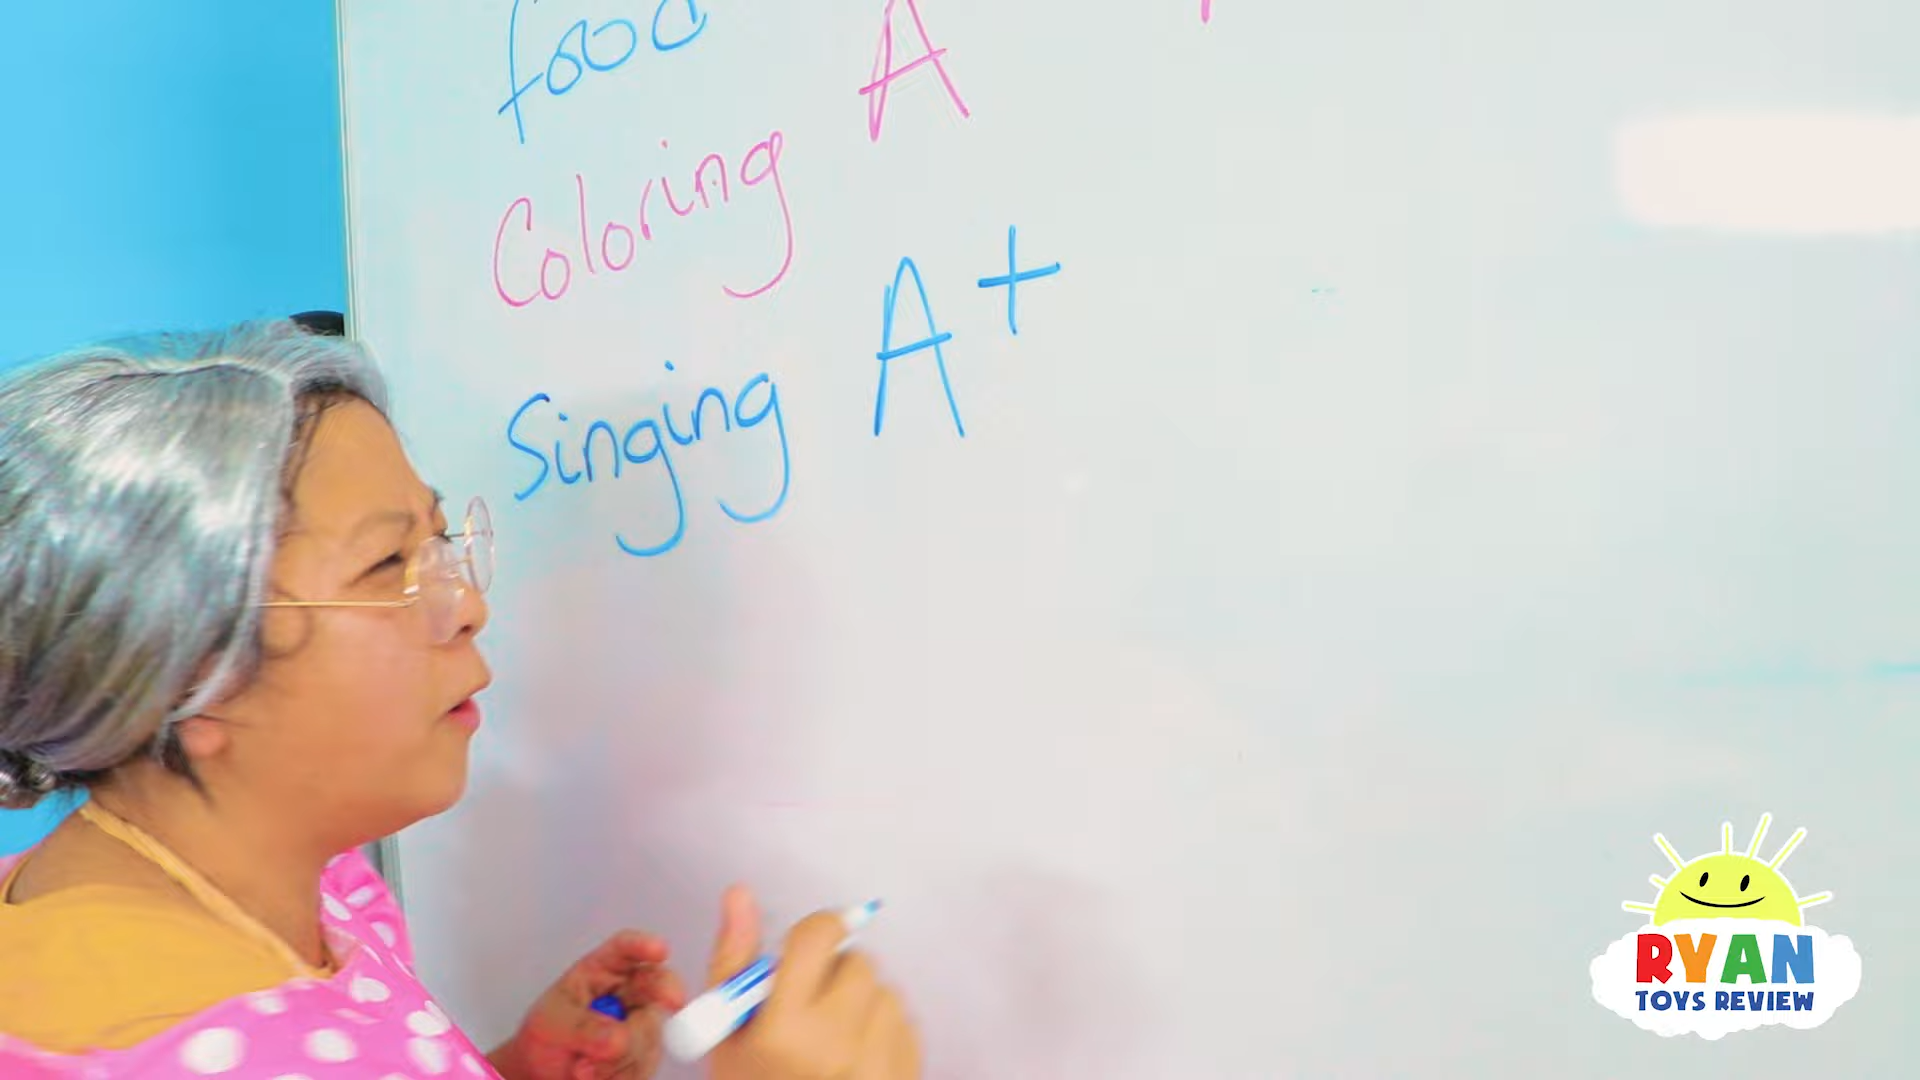 food
Coloring A
Singing A+
RYAN
TOYS REVIEW